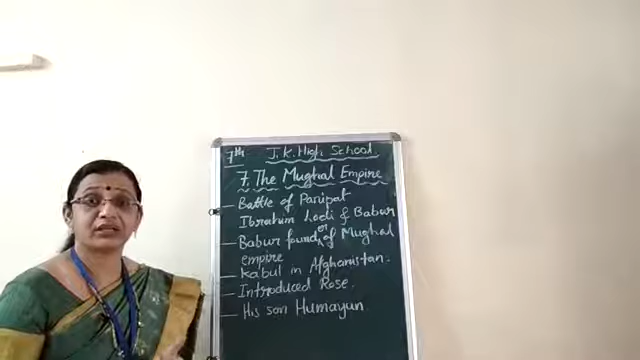 7th J.K. High School.
7. The Mughal Empire
- Battle of Panipat
Ibrahim Lodi & Babur
- Babur founder of Mughal
empire
- Kabul in Afghanistan.
- Introduced Rose.
- His son Humayun